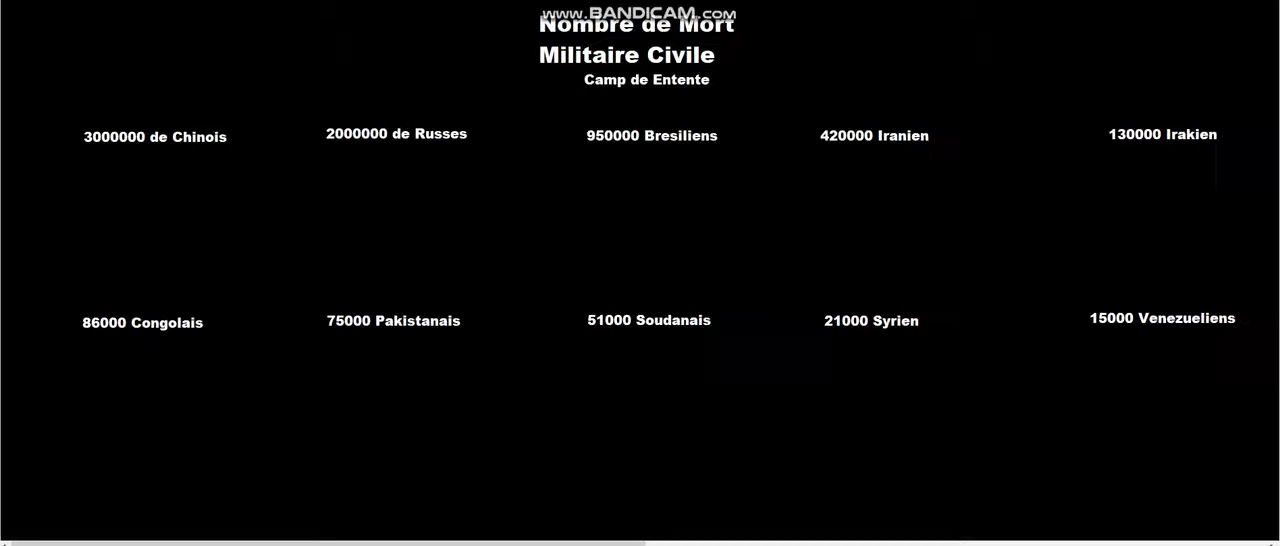 www.BANDICAM.com
Nombre de Mort
Militaire Civile
Camp de Entente
3000000 de Chinois
2000000 de Russes
950000 Bresiliens
420000 Iranien
130000 Irakien
86000 Congolais
75000 Pakistanais
51000 Soudanais
21000 Syrien
15000 Venezueliens